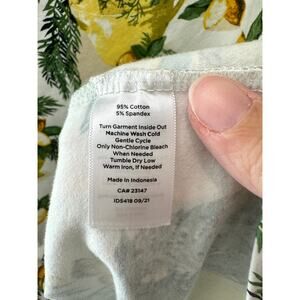 95% Cotton
5% Spandex
Turn Garment Inside Out
Machine Wash Cold
Gentle Cycle
Only Non-Chlorine Bleach
When Needed
Tumble Dry Low
Warm Iron, If Needed
Made in Indonesia
CA# 23147
IDS418 09/21